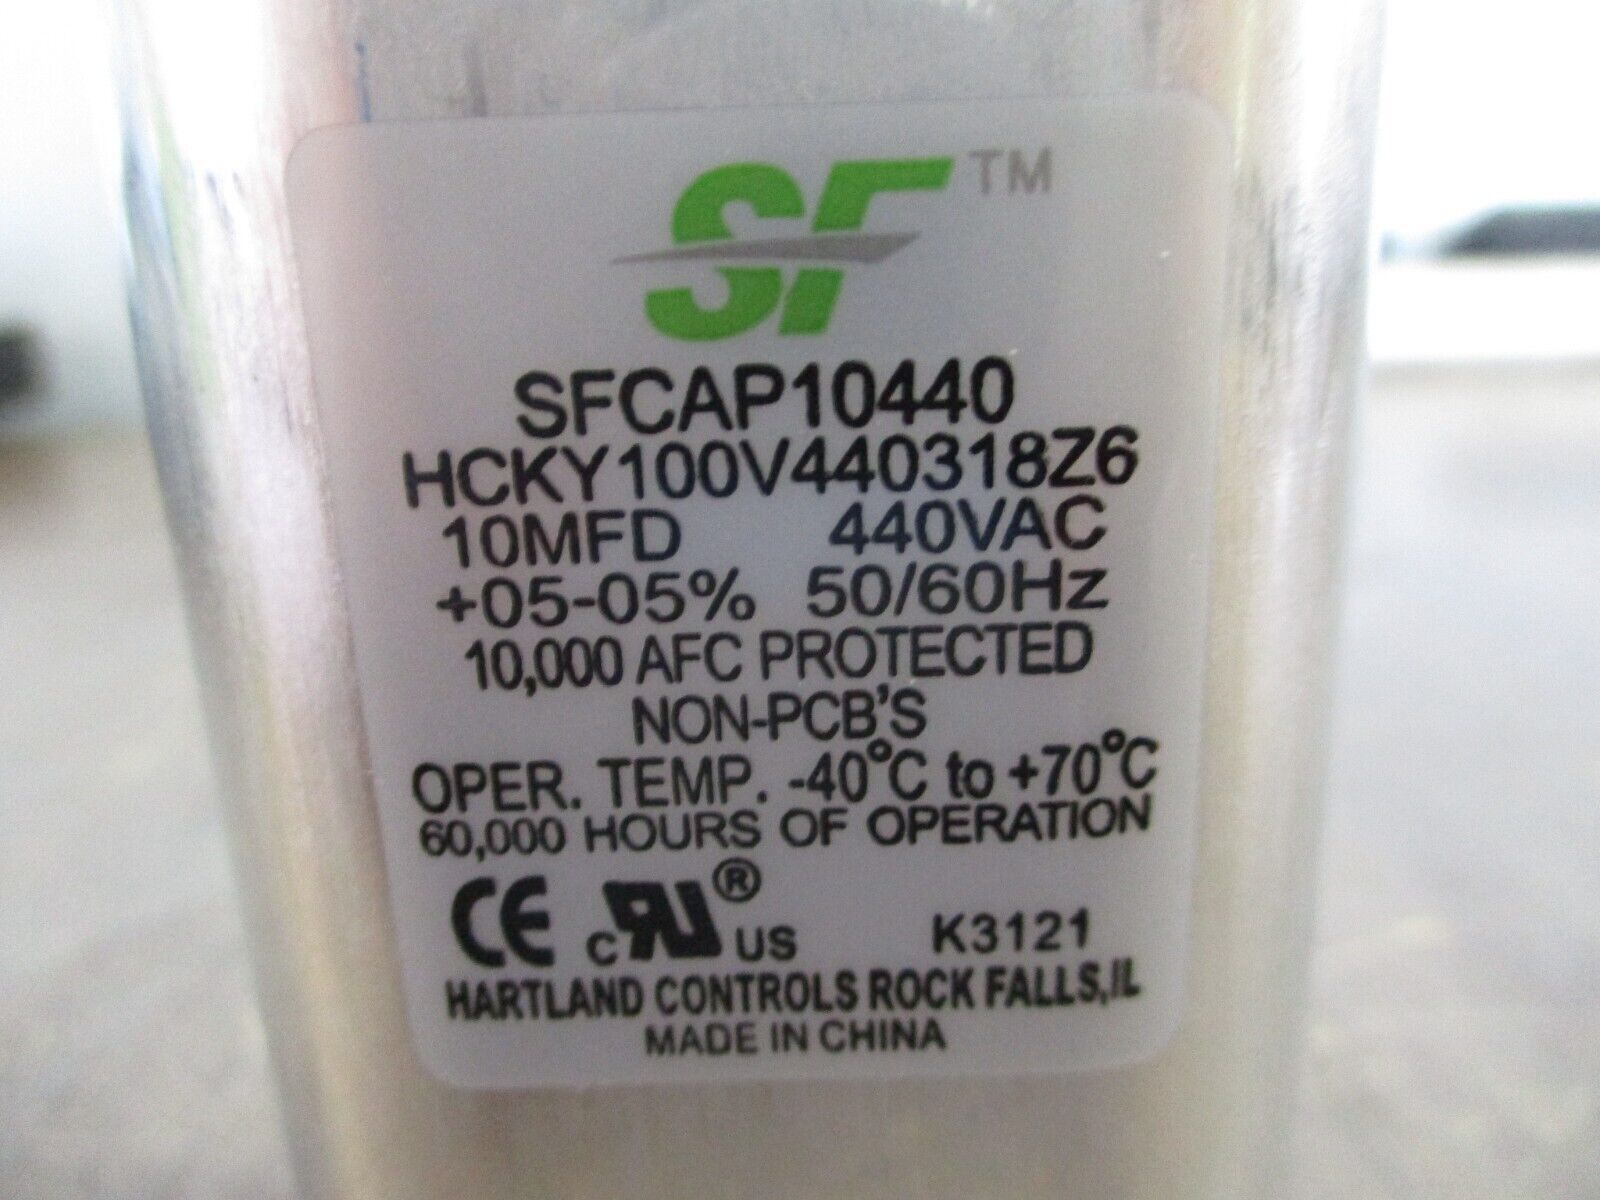 SF™
SFCAP10440
HCKY100V440318Z6
10MFD 440VAC
+05-05% 50/60Hz
10,000 AFC PROTECTED
NON-PCB'S
OPER. TEMP. -40°C to +70°C
60,000 HOURS OF OPERATION
CE c RU® US K3121
HARTLAND CONTROLS ROCK FALLS,IL
MADE IN CHINA